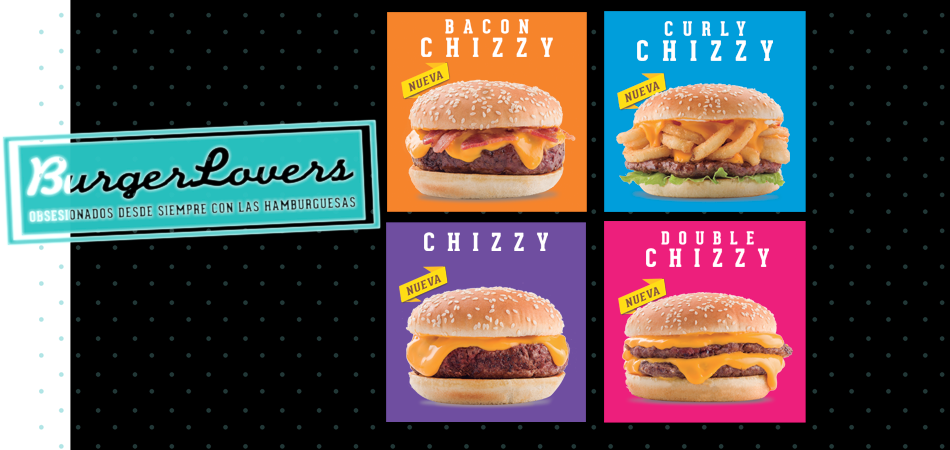 BurgerLovers
OBSESIONADOS DESDE SIEMPRE CON LAS HAMBURGUESAS
BACON
CHIZZY
NUEVA
CURLY
CHIZZY
NUEVA
CHIZZY
NUEVA
DOUBLE
CHIZZY
NUEVA